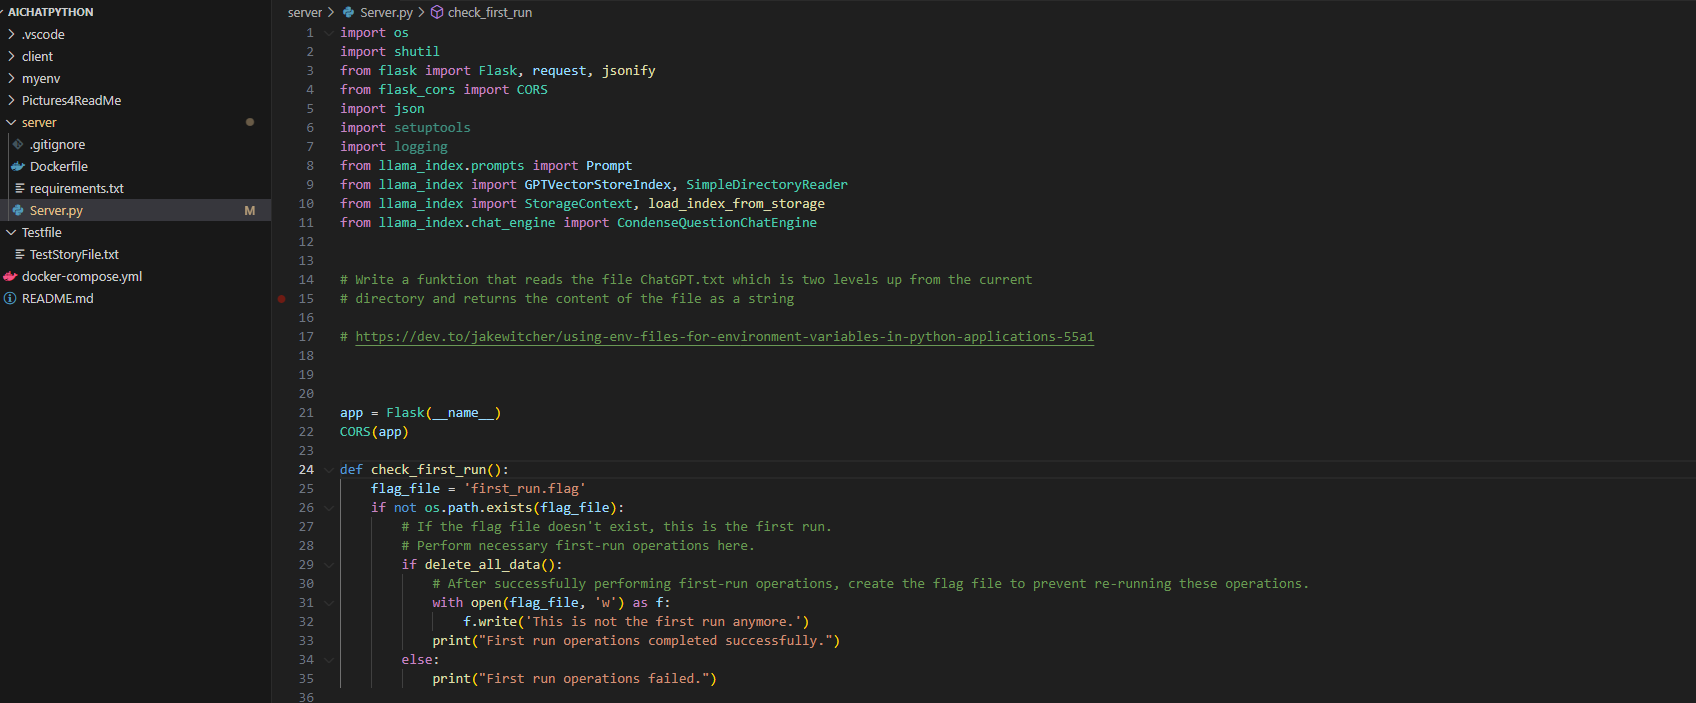 AICHATPYTHON
.vscode
client
myenv
Pictures4ReadMe
server
.gitignore
Dockerfile
requirements.txt
Server.py M
Testfile
TestStoryFile.txt
docker-compose.yml
README.md
server > Server.py > check_first_run
1 import os
2 import shutil
3 from flask import Flask, request, jsonify
4 from flask_cors import CORS
5 import json
6 import setuptools
7 import logging
8 from llama_index.prompts import Prompt
9 from llama_index import GPTVectorStoreIndex, SimpleDirectoryReader
10 from llama_index import StorageContext, load_index_from_storage
11 from llama_index.chat_engine import CondenseQuestionChatEngine
12
13
14 # Write a funktion that reads the file ChatGPT.txt which is two levels up from the current
15 # directory and returns the content of the file as a string
16
17 # https://dev.to/jakewitcher/using-env-files-for-environment-variables-in-python-applications-55a1
18
19
20
21 app = Flask(__name__)
22 CORS(app)
23
24 def check_first_run():
25     flag_file = 'first_run.flag'
26     if not os.path.exists(flag_file):
27         # If the flag file doesn't exist, this is the first run.
28         # Perform necessary first-run operations here.
29         if delete_all_data():
30             # After successfully performing first-run operations, create the flag file to prevent re-running these operations.
31             with open(flag_file, 'w') as f:
32                 f.write('This is not the first run anymore.')
33             print("First run operations completed successfully.")
34         else:
35             print("First run operations failed.")
36